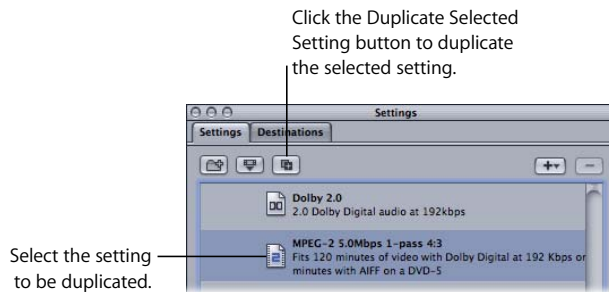 Click the Duplicate Selected
Setting button to duplicate
the selected setting.
Settings
Settings Destinations
Dolby 2.0
2.0 Dolby Digital audio at 192kbps
MPEG-2 5.0Mbps 1-pass 4:3
Fits 120 minutes of video with Dolby Digital at 192 Kbps or
minutes with AIFF on a DVD-5
Select the setting
to be duplicated.